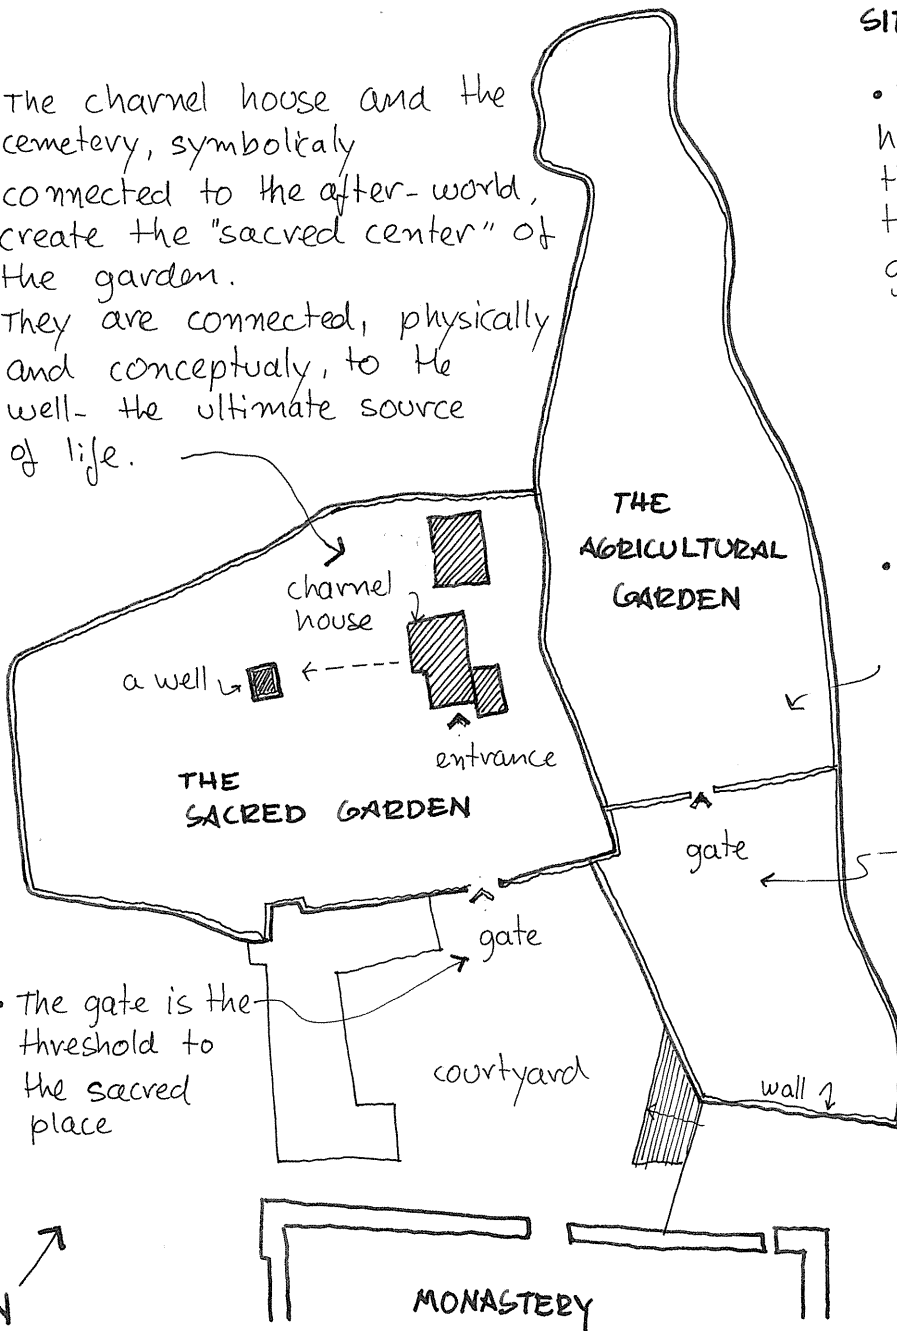 The charnel house and the
cemetery, symbolicaly
connected to the after-world,
create the "sacred center" of
the garden.
They are connected, physically
and conceptualy, to the
well- the ultimate source
of life.
SIT
THE
AGRICULTURAL
GARDEN
charnel
house
a well
entrance
THE
SACRED GARDEN
gate
gate
• The gate is the
threshold to
the sacred
place
courtyard
wall
N
MONASTERY